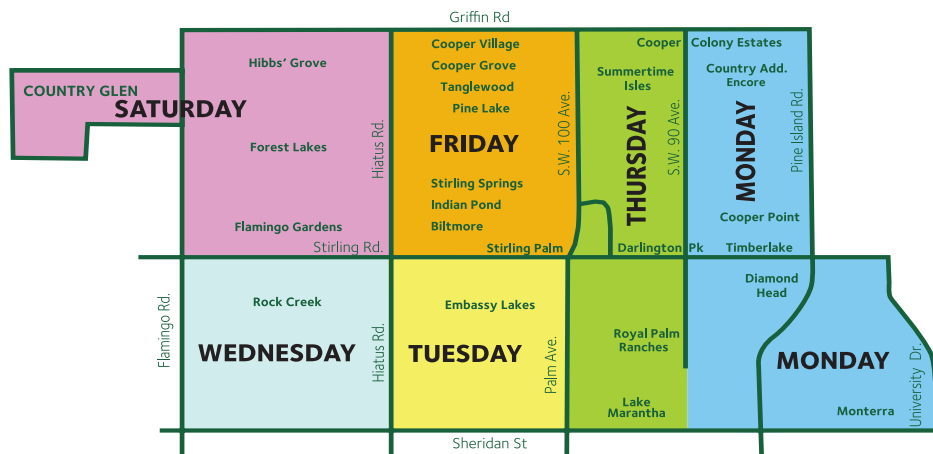 Griffin Rd
COUNTRY GLEN
SATURDAY
Hibbs’ Grove
Forest Lakes
Flamingo Gardens
Stirling Rd.
Hiatus Rd.
Cooper Village
Cooper Grove
Tanglewood
Pine Lake
FRIDAY
Stirling Springs
Indian Pond
Biltmore
Stirling Palm
S.W. 100 Ave.
Cooper Colony Estates
Summertime
Isles
THURSDAY
S.W. 90 Ave.
Darlington Pk
Country Add.
Encore
MONDAY
Pine Island Rd.
Cooper Point
Timberlake
Flamingo Rd.
Rock Creek
WEDNESDAY
Hiatus Rd.
Embassy Lakes
TUESDAY
Palm Ave.
Royal Palm
Ranches
Lake
Marantha
Diamond
Head
MONDAY
Monterra
University Dr.
Sheridan St